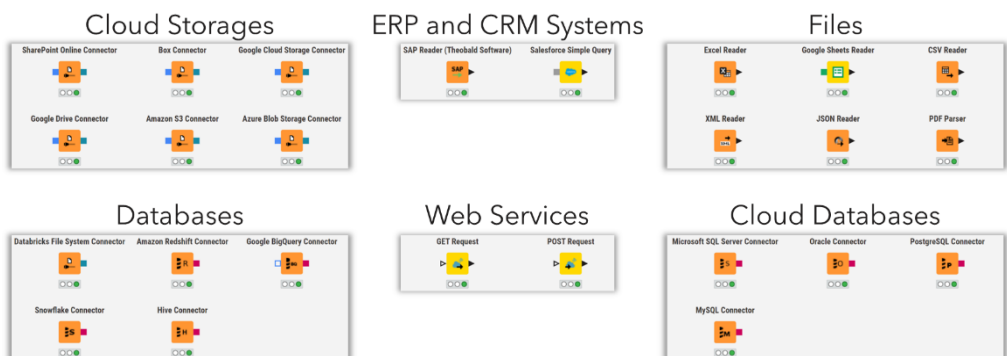 Cloud Storages
SharePoint Online Connector Box Connector Google Cloud Storage Connector
Google Drive Connector Amazon S3 Connector Azure Blob Storage Connector
ERP and CRM Systems
SAP Reader (Theobald Software) Salesforce Simple Query
SAP
Files
Excel Reader Google Sheets Reader CSV Reader
XML Reader JSON Reader PDF Parser
XML
Databases
Databricks File System Connector Amazon Redshift Connector Google BigQuery Connector
R BQ
Snowflake Connector Hive Connector
S H
Web Services
GET Request POST Request
Cloud Databases
Microsoft SQL Server Connector Oracle Connector PostgreSQL Connector
S O P
MySQL Connector
M